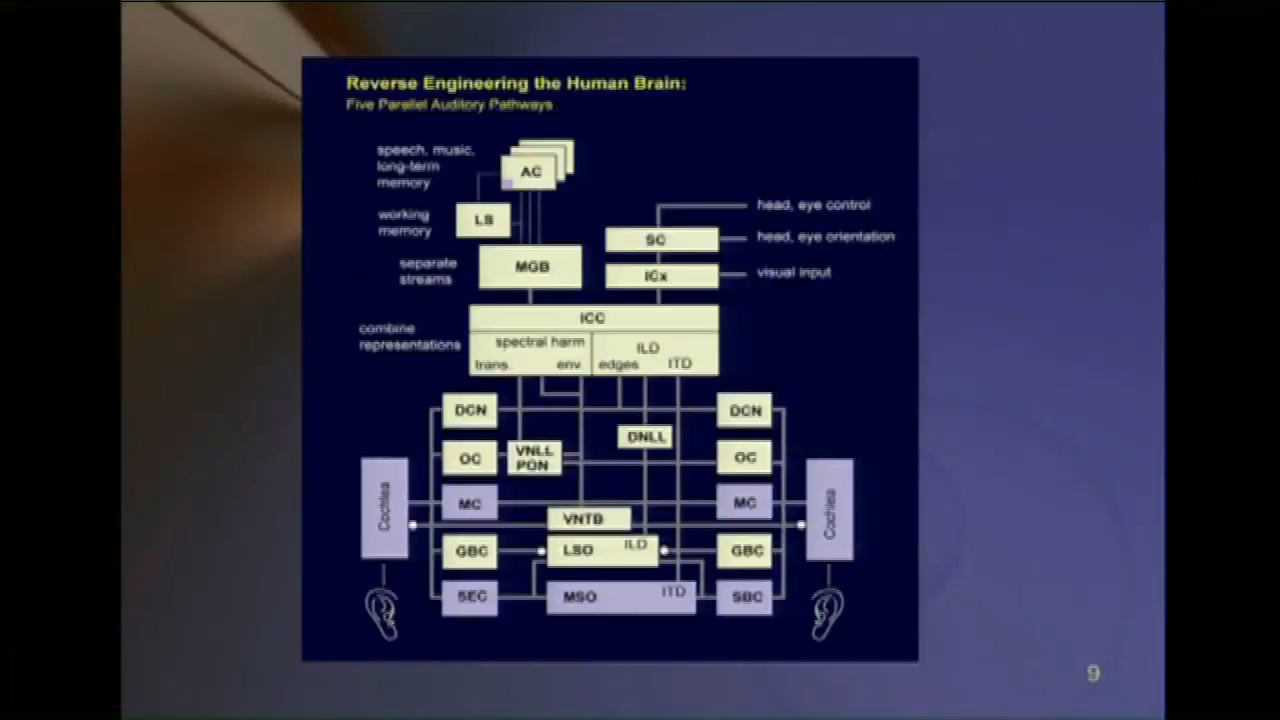 Reverse Engineering the Human Brain:
Five Parallel Auditory Pathways
speech, music,
long-term
memory
AC
working
memory
LS
head, eye control
SC
head, eye orientation
separate
streams
MGB
ICx
visual input
ICC
combine
representations
spectral harm
trans.
env.
ILD
edges
ITD
DCN
DCN
DNLL
OC
VNLL
PON
OC
Cochlea
MC
MC
Cochlea
VNTB
GBC
LSO
ILD
GBC
SEC
MSO
ITD
SBC
9